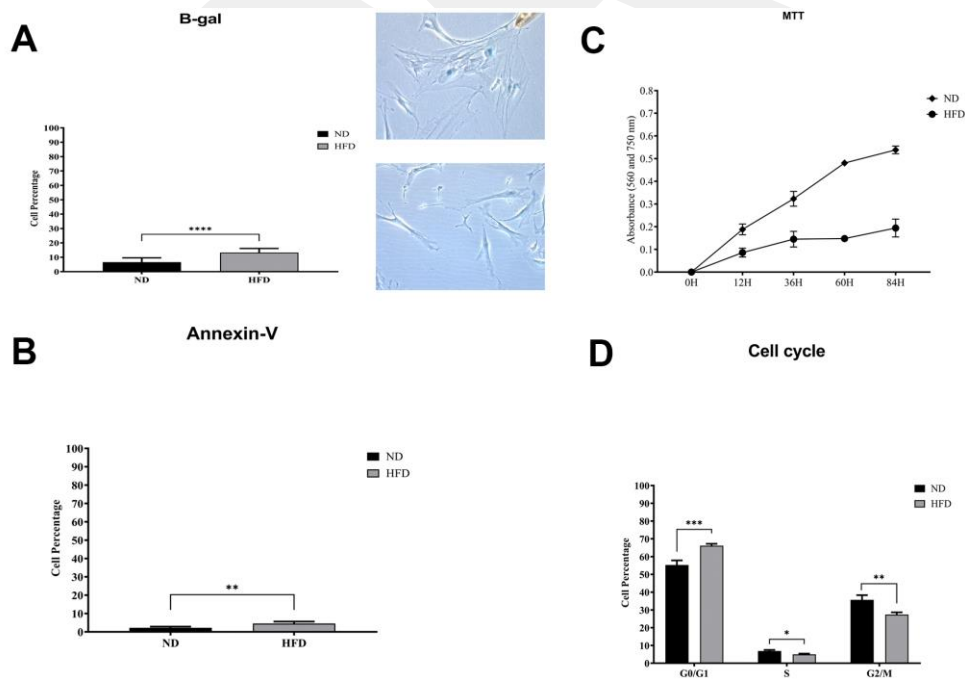 A
B-gal
100
90
80
70
60
50
40
30
20
10
0
Cell Percentage
ND
HFD
****
ND HFD
C
MTT
0.8
0.7
0.6
0.5
0.4
0.3
0.2
0.1
0.0
Absorbance (560 and 750 nm)
ND
HFD
0H 12H 36H 60H 84H
B
Annexin-V
100
90
80
70
60
50
40
30
20
10
0
Cell Percentage
ND
HFD
**
ND HFD
D
Cell cycle
100
90
80
70
60
50
40
30
20
10
0
Cell Percentage
ND
HFD
***
*
**
G0/G1 S G2/M